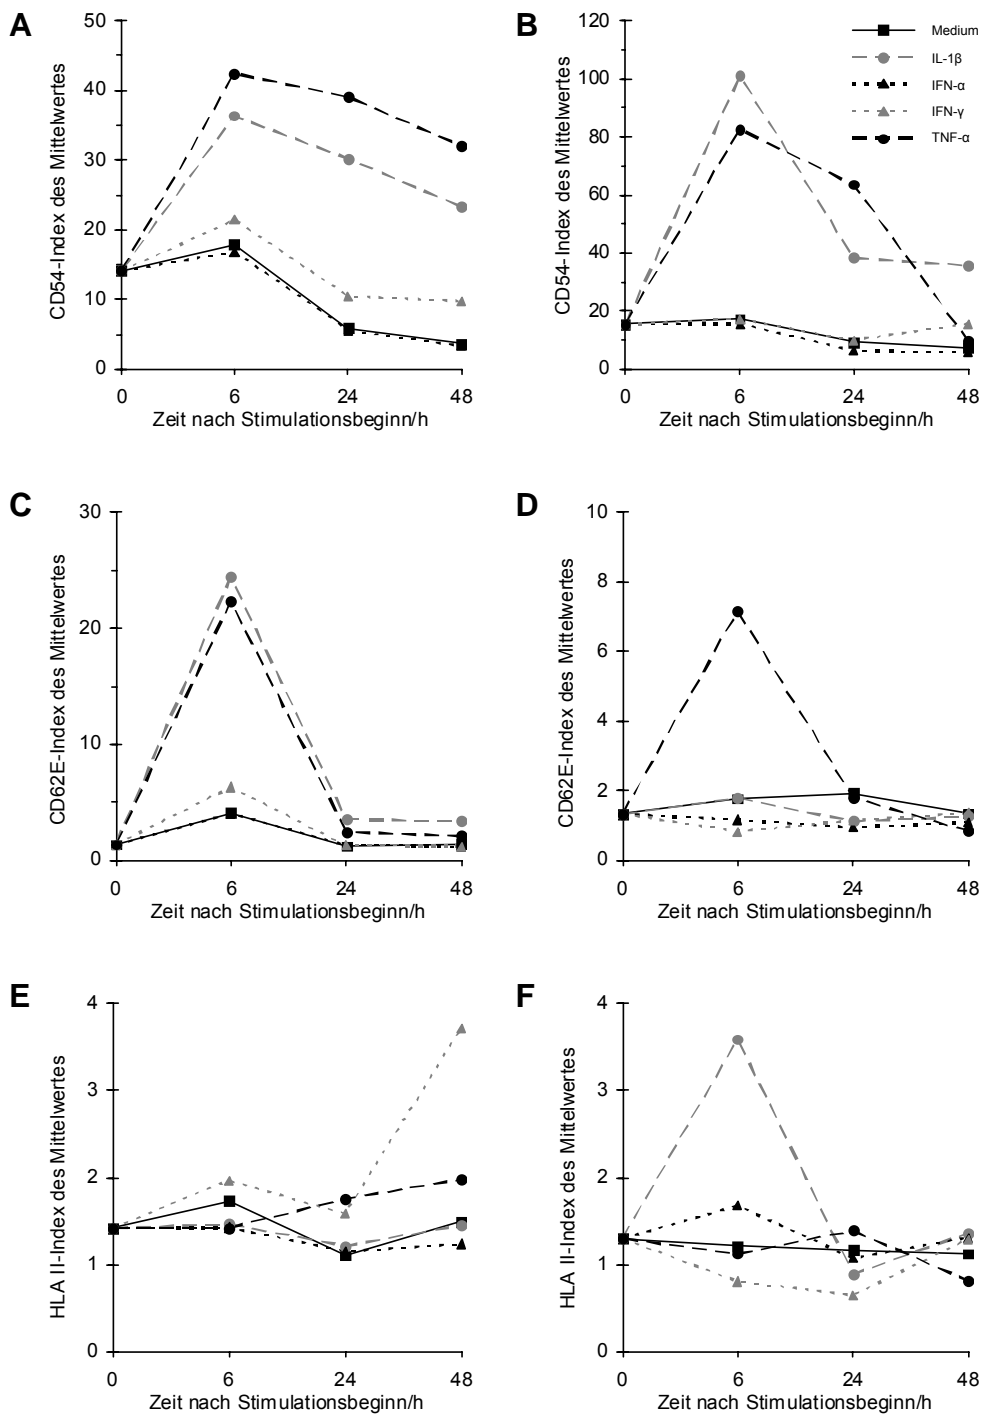 A
50
40
30
20
10
0
CD54-Index des Mittelwertes
0 6 24 48
Zeit nach Stimulationsbeginn/h
B
120
100
80
60
40
20
0
CD54-Index des Mittelwertes
0 6 24 48
Zeit nach Stimulationsbeginn/h
Medium
IL-1β
IFN-α
IFN-γ
TNF-α
C
30
20
10
0
CD62E-Index des Mittelwertes
0 6 24 48
Zeit nach Stimulationsbeginn/h
D
10
8
6
4
2
0
CD62E-Index des Mittelwertes
0 6 24 48
Zeit nach Stimulationsbeginn/h
E
4
3
2
1
0
HLA II-Index des Mittelwertes
0 6 24 48
Zeit nach Stimulationsbeginn/h
F
4
3
2
1
0
HLA II-Index des Mittelwertes
0 6 24 48
Zeit nach Stimulationsbeginn/h